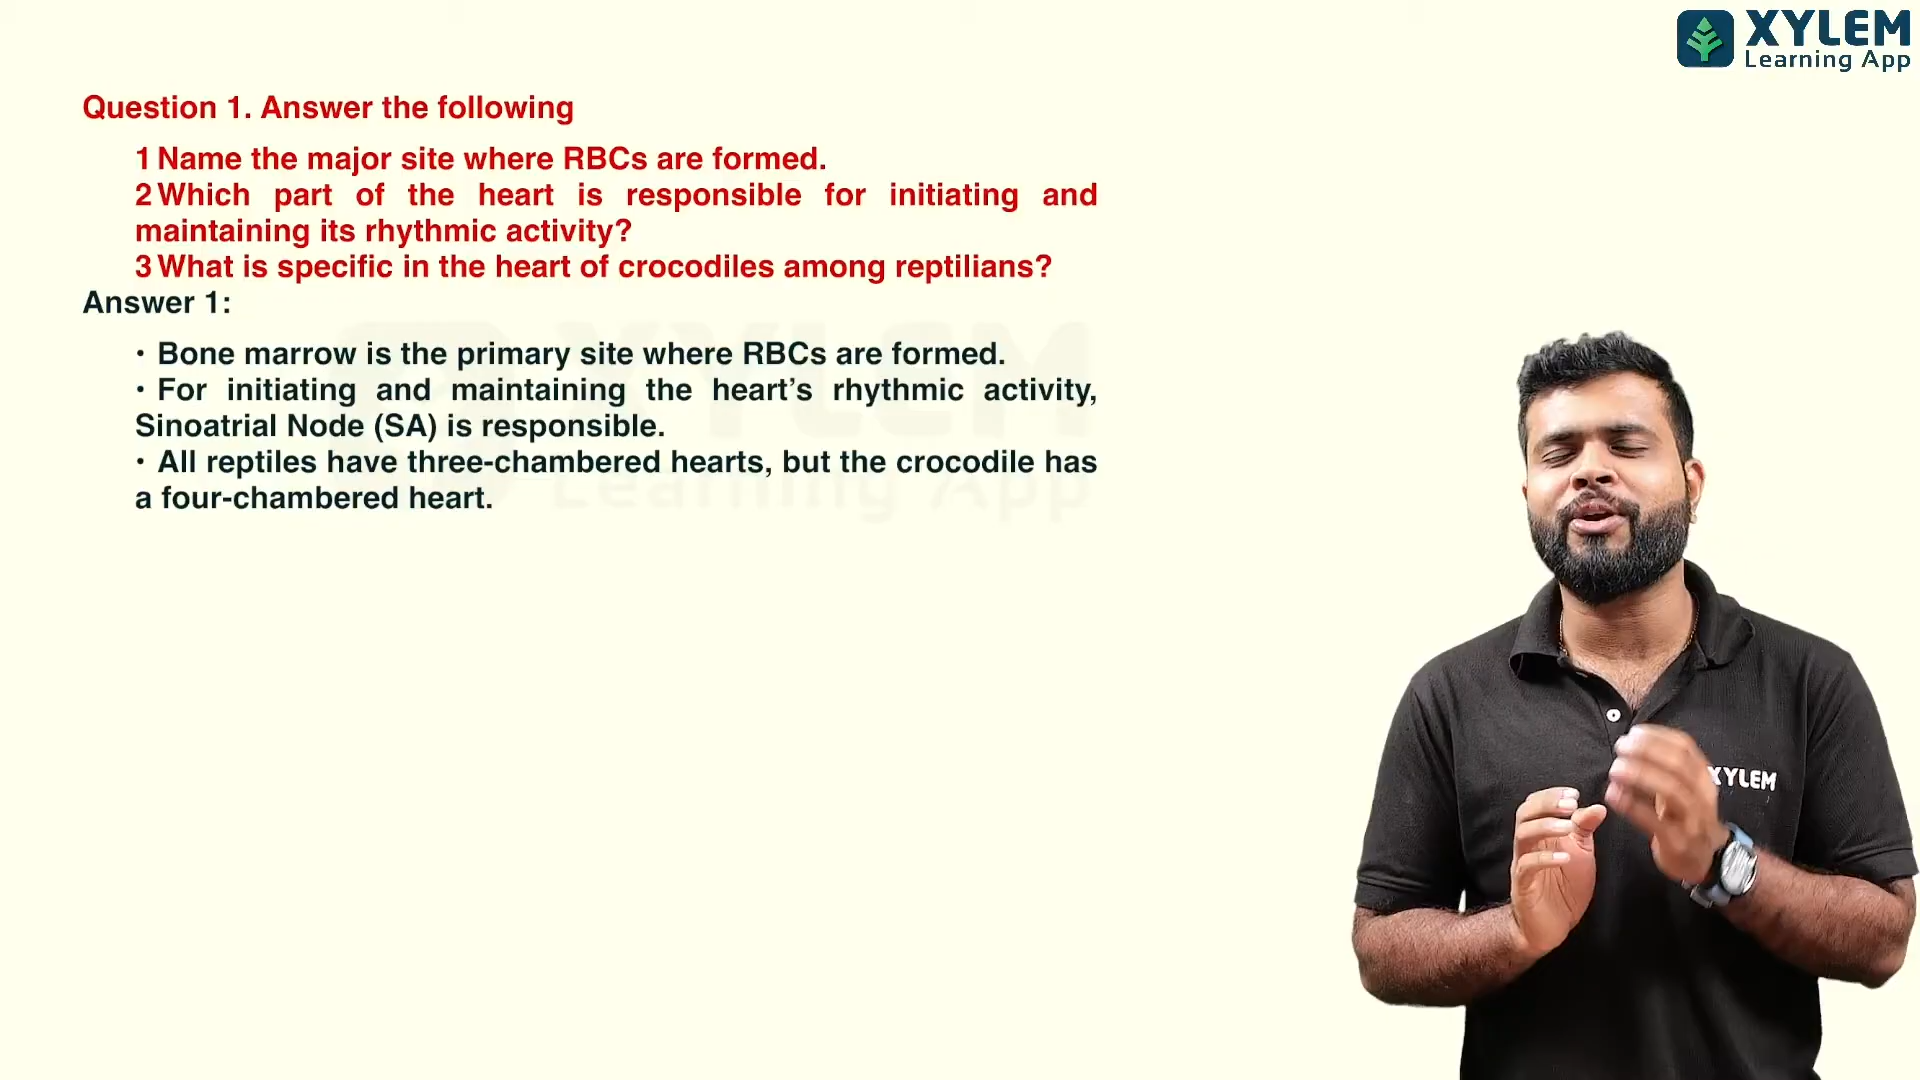 XYLEM
Learning App
Question 1. Answer the following
1 Name the major site where RBCs are formed.
2 Which part of the heart is responsible for initiating and
maintaining its rhythmic activity?
3 What is specific in the heart of crocodiles among reptilians?
Answer 1:
• Bone marrow is the primary site where RBCs are formed.
• For initiating and maintaining the heart’s rhythmic activity,
Sinoatrial Node (SA) is responsible.
• All reptiles have three-chambered hearts, but the crocodile has
a four-chambered heart.
XYLEM
Learning App
XYLEM